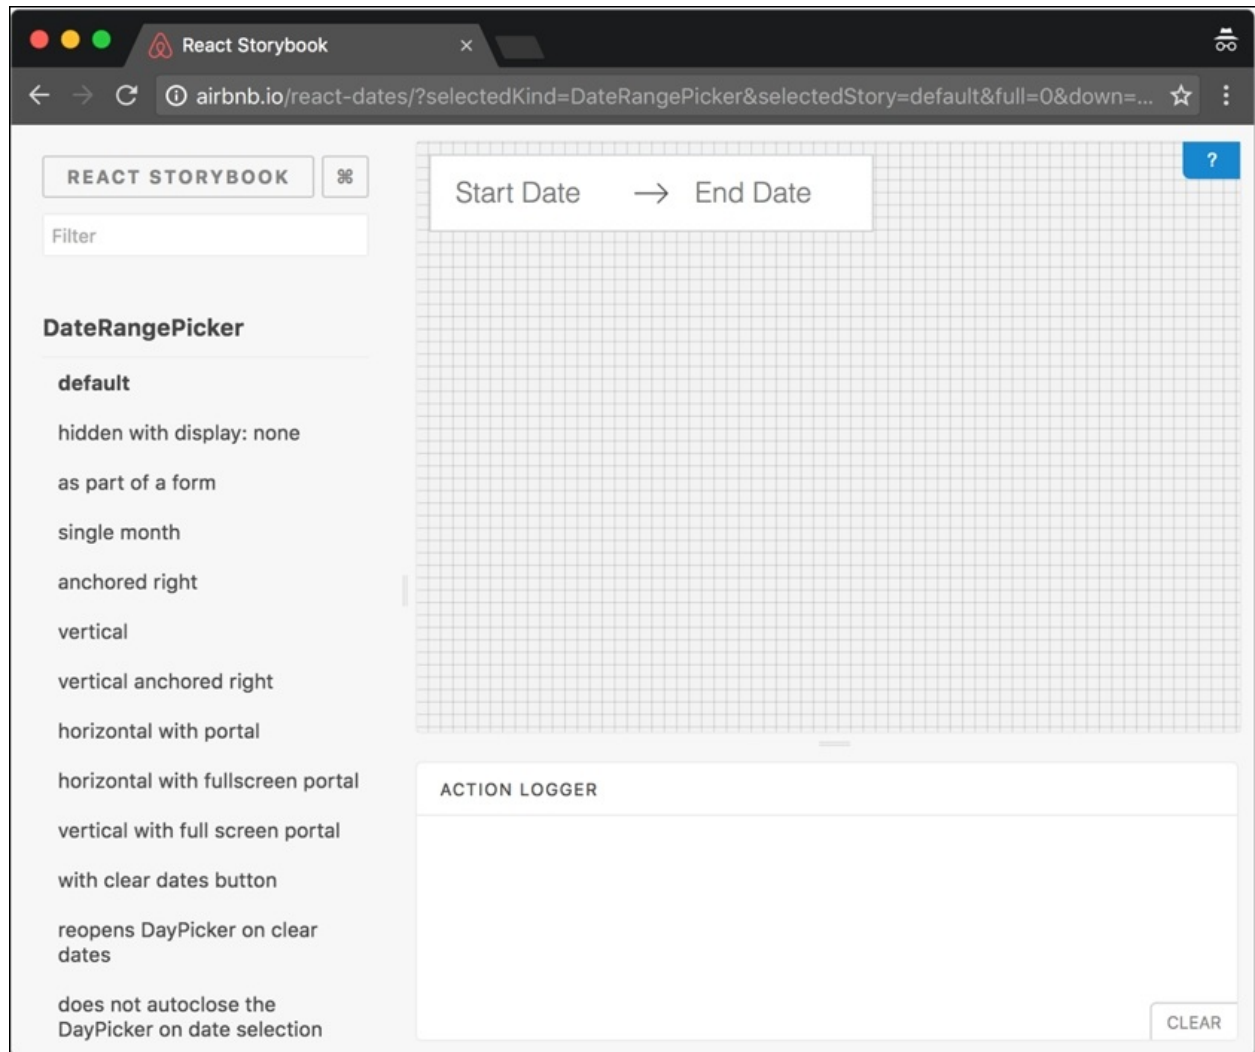 React Storybook
airbnb.io/react-dates/?selectedKind=DateRangePicker&selectedStory=default&full=0&down=...
REACT STORYBOOK
⌘
Filter
DateRangePicker
default
hidden with display: none
as part of a form
single month
anchored right
vertical
vertical anchored right
horizontal with portal
horizontal with fullscreen portal
vertical with full screen portal
with clear dates button
reopens DayPicker on clear
dates
does not autoclose the
DayPicker on date selection
Start Date → End Date
?
ACTION LOGGER
CLEAR